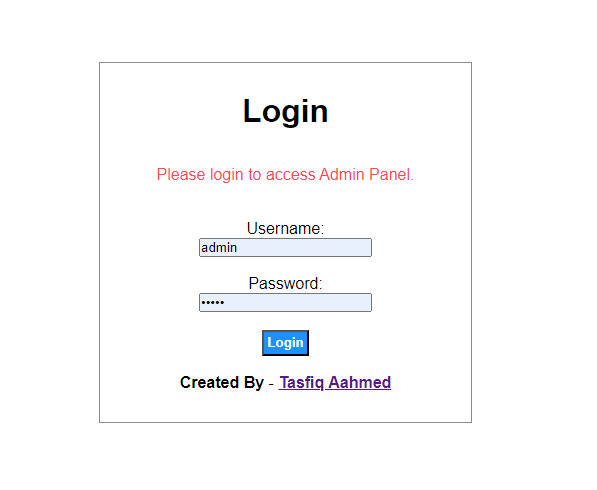 Login
Please login to access Admin Panel.
Username:
admin
Password:
•••••
Login
Created By - Tasfiq Aahmed